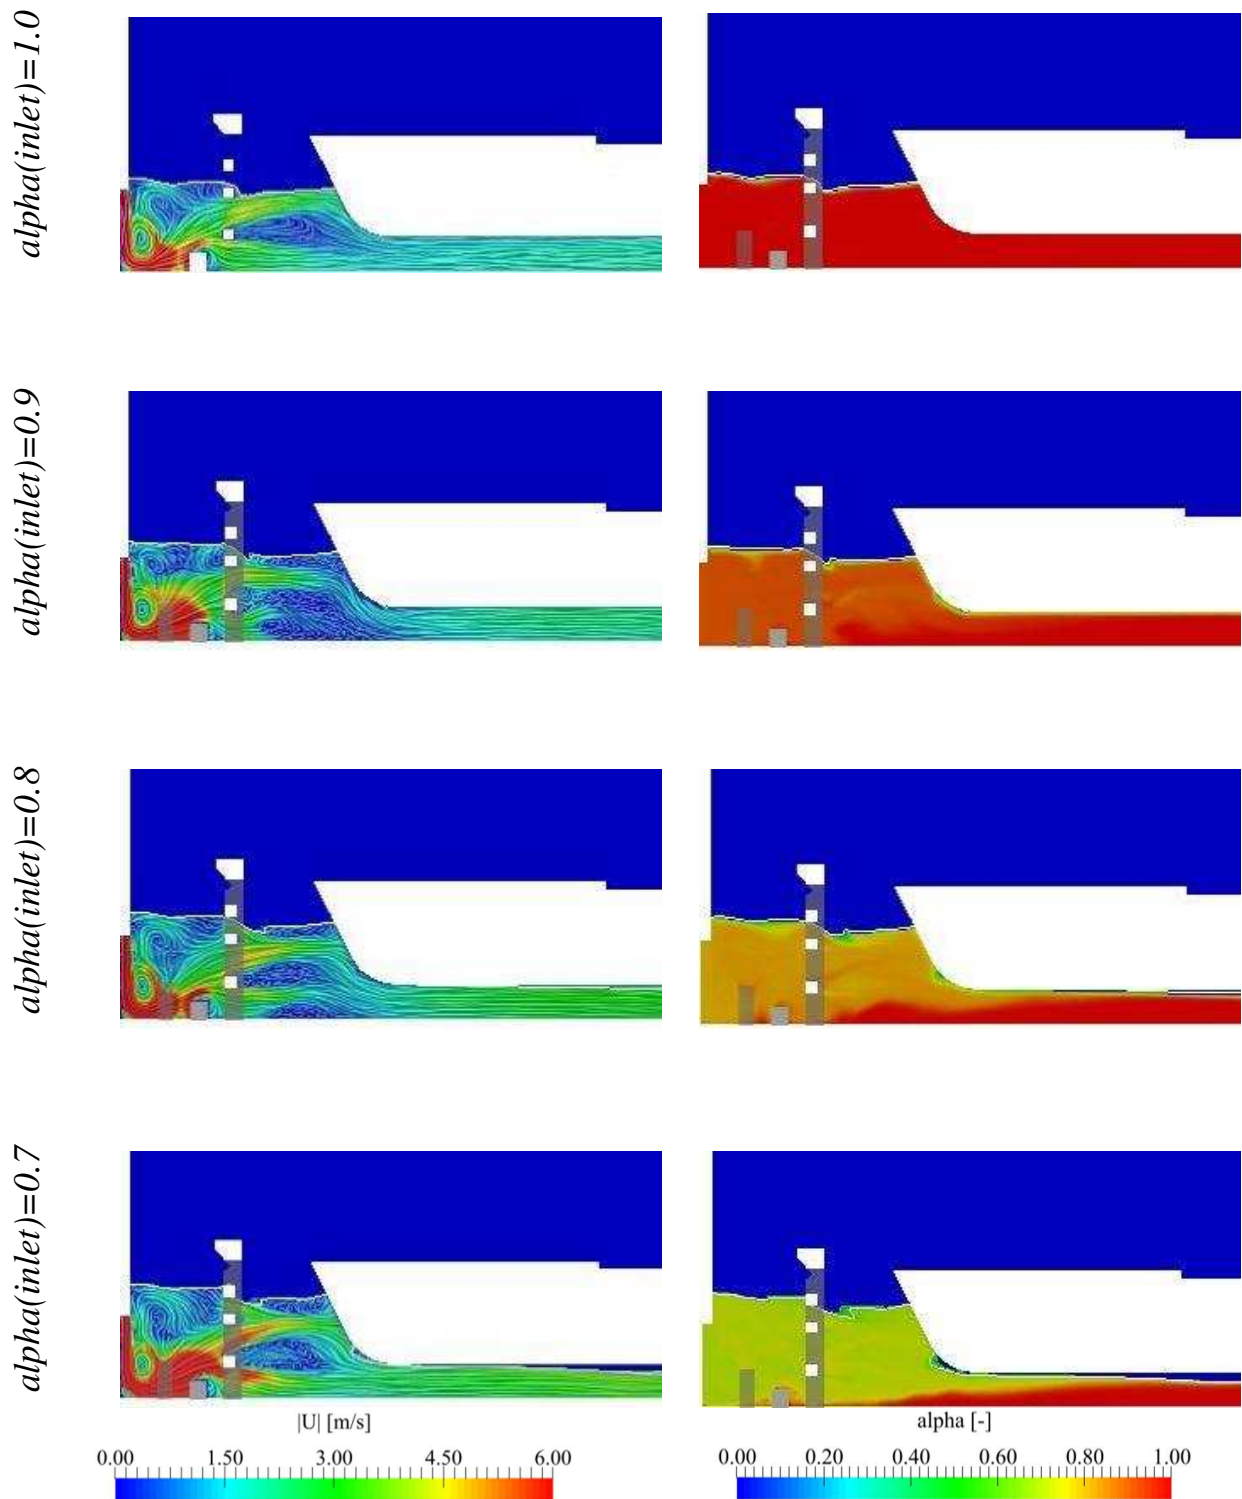 alpha(inlet)=1.0
alpha(inlet)=0.9
alpha(inlet)=0.8
alpha(inlet)=0.7
|U| [m/s]
0.00 1.50 3.00 4.50 6.00
alpha [-]
0.00 0.20 0.40 0.60 0.80 1.00